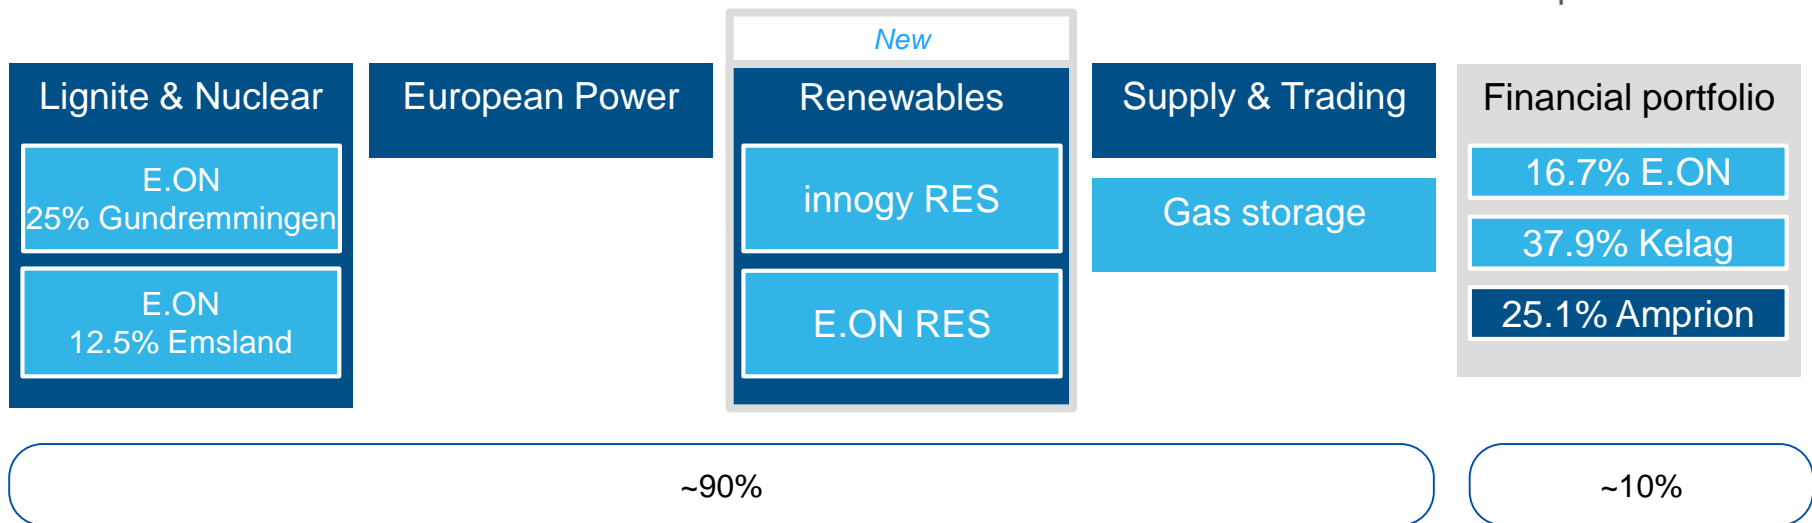 New
Lignite & Nuclear
E.ON
25% Gundremmingen
E.ON
12.5% Emsland
European Power
Renewables
innogy RES
E.ON RES
Supply & Trading
Gas storage
Financial portfolio
16.7% E.ON
37.9% Kelag
25.1% Amprion
~90%
~10%